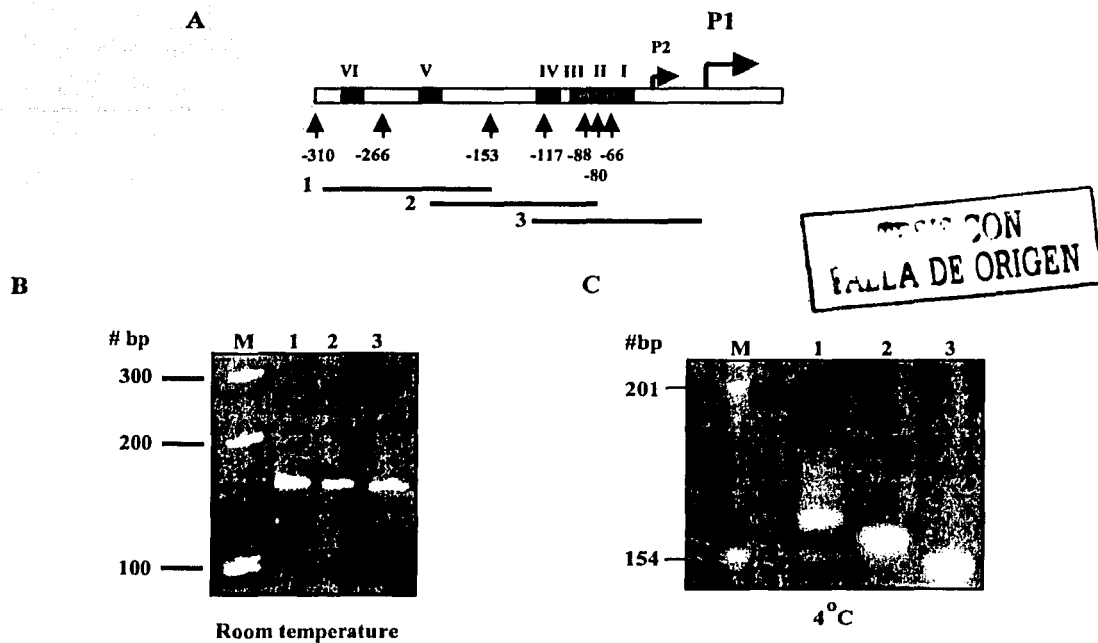 A
P1
P2
VI V IV III II I
-310 -266 -153 -117 -88 -66
-80
1
2
3
CON
FALLA DE ORIGEN
B
# bp M 1 2 3
300
200
100
Room temperature
C
#bp M 1 2 3
201
154
4°C